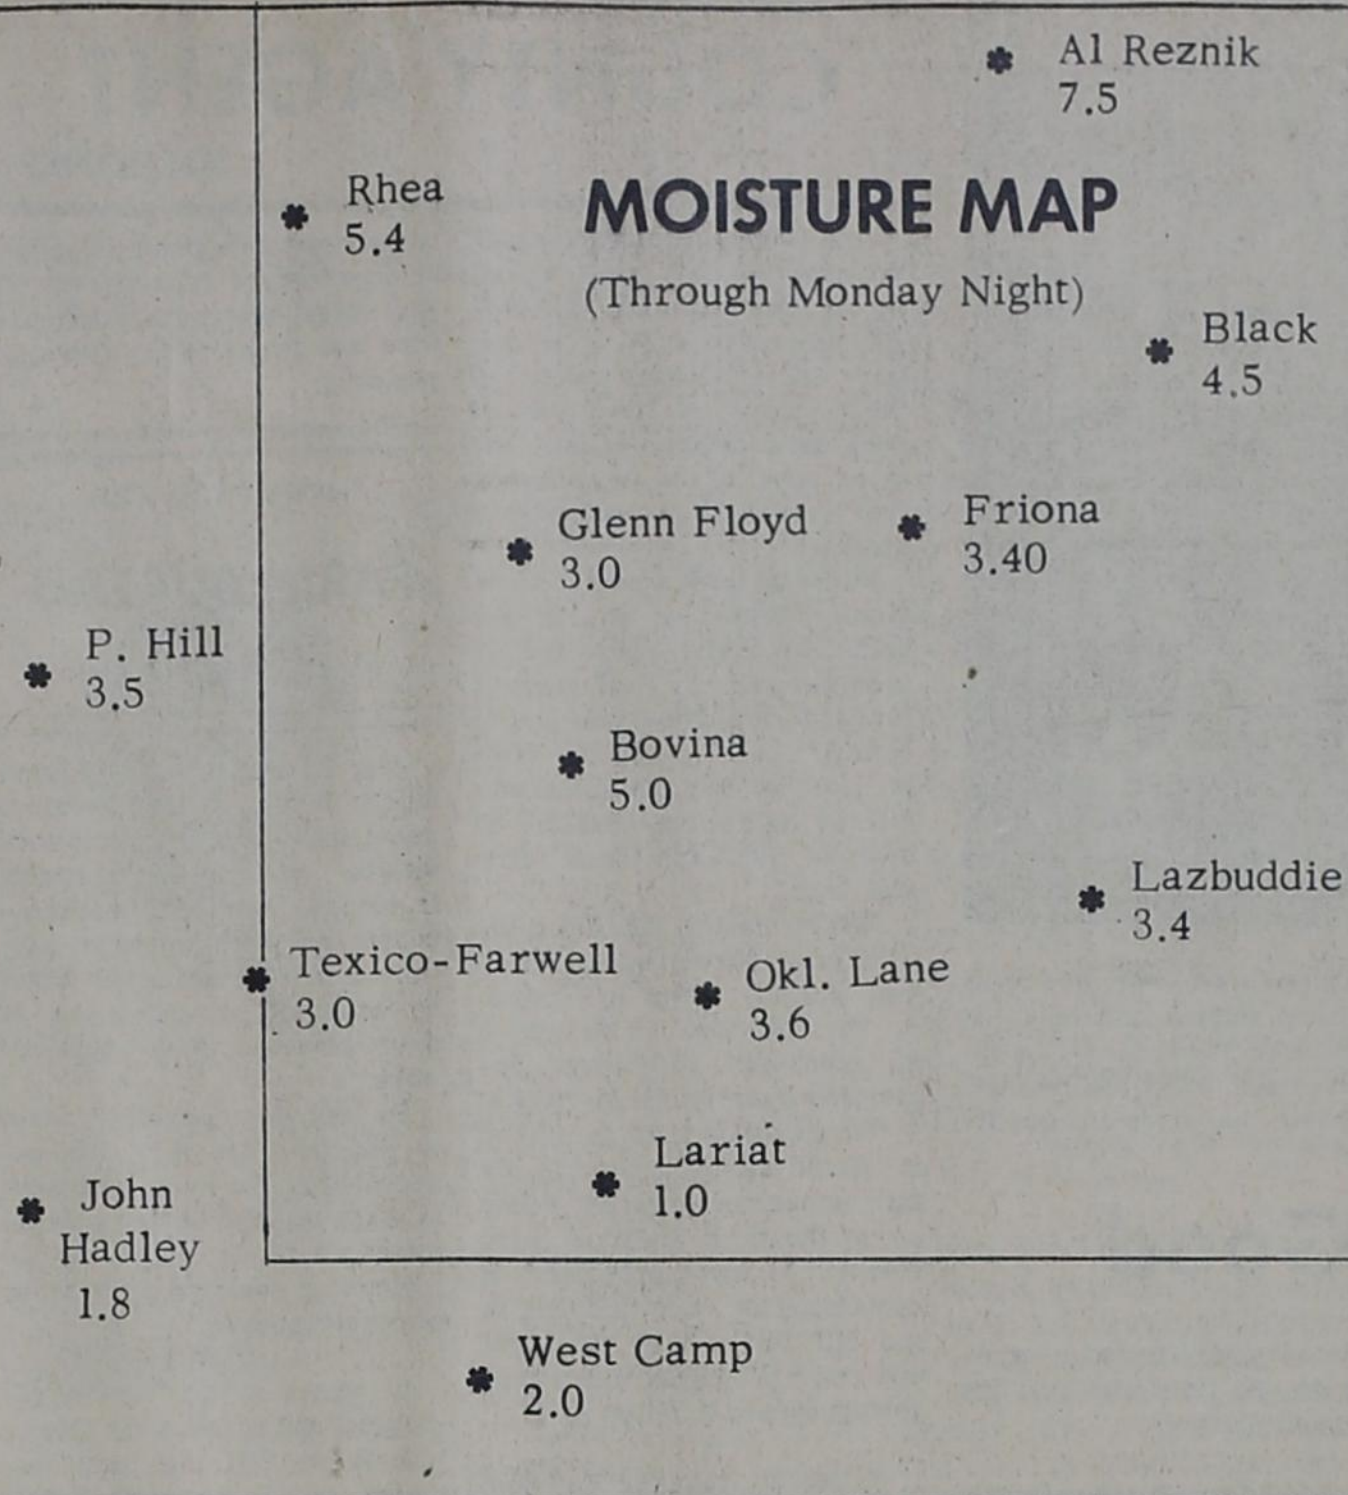 Al Reznik
7.5
Rhea
5.4
MOISTURE MAP
(Through Monday Night)
Black
4.5
Glenn Floyd
3.0
Friona
3.40
P. Hill
3.5
Bovina
5.0
Lazbuddie
3.4
Texico-Farwell
3.0
Okl. Lane
3.6
Lariat
1.0
John
Hadley
1.8
West Camp
2.0